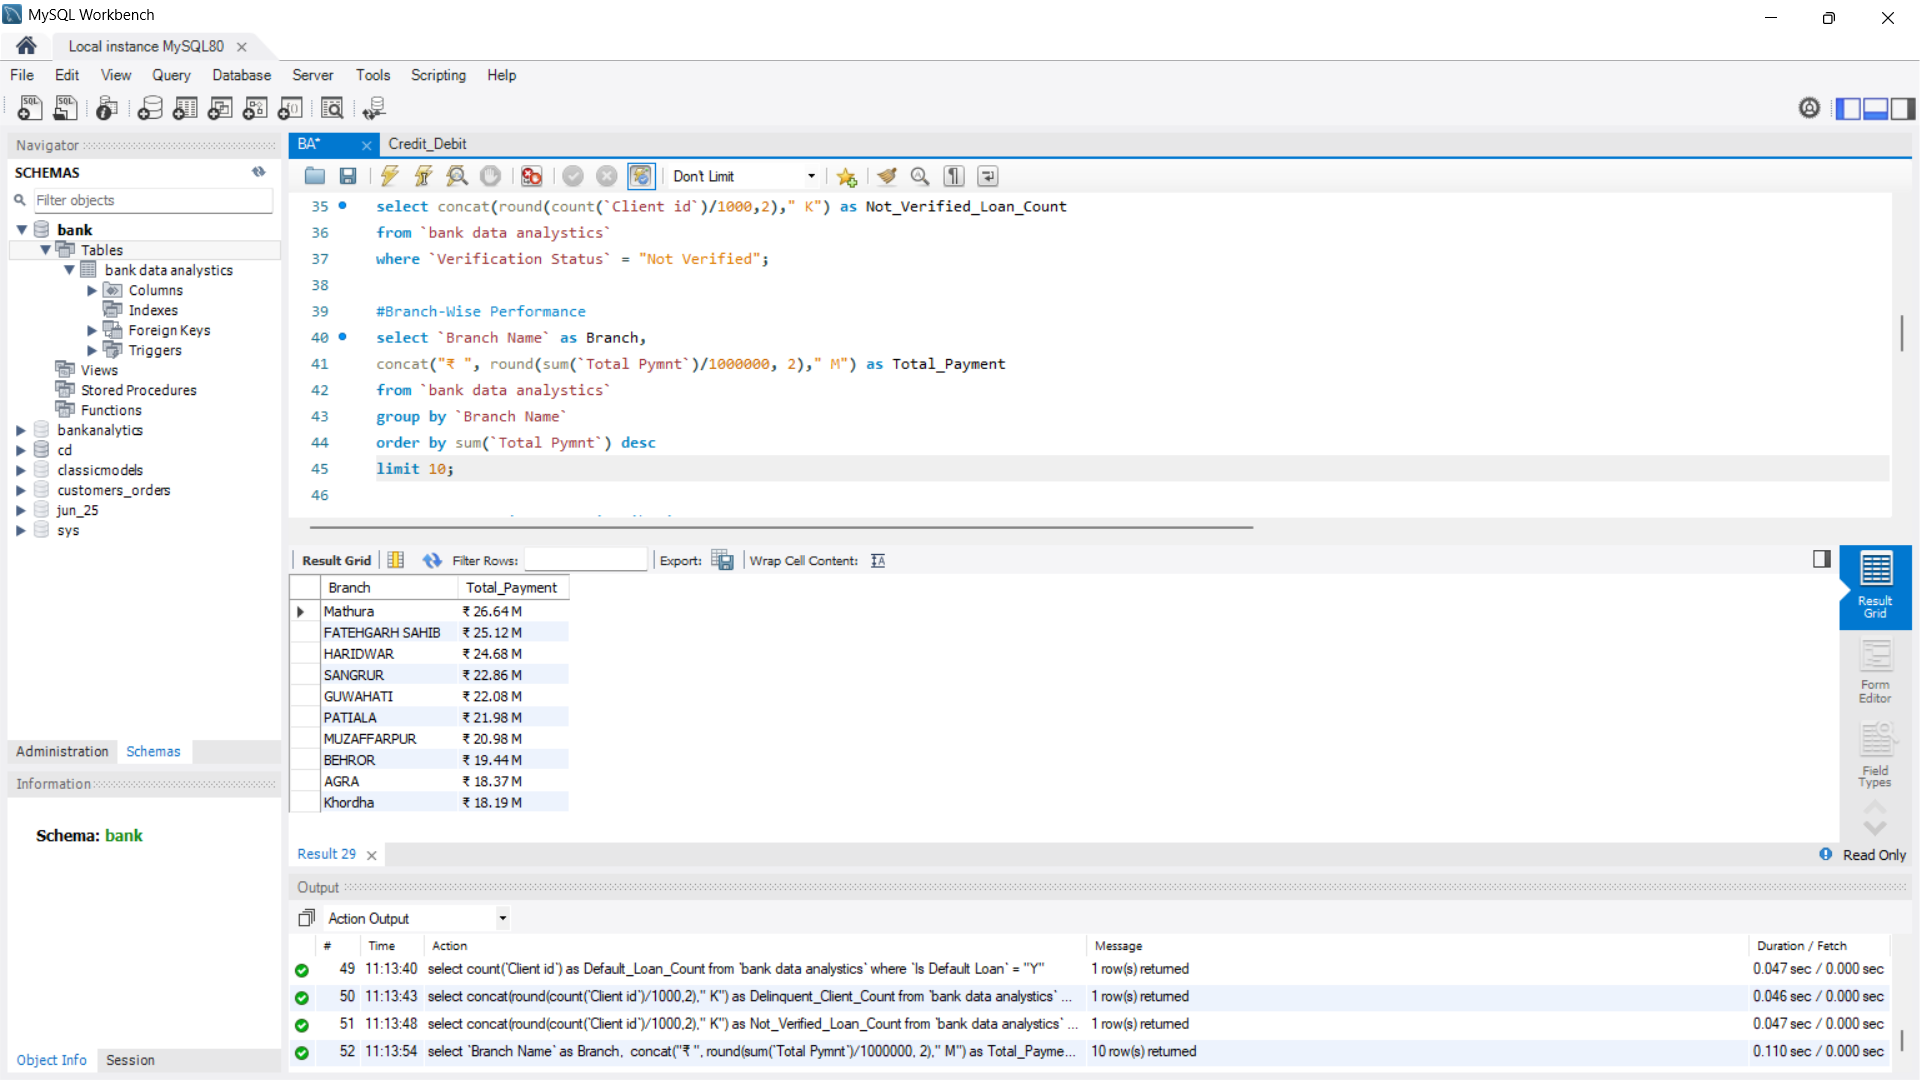 MySQL Workbench
Local instance MySQL80
File Edit View Query Database Server Tools Scripting Help
Navigator
SCHEMAS
Filter objects
bank
Tables
bank data analystics
Columns
Indexes
Foreign Keys
Triggers
Views
Stored Procedures
Functions
bankanalytics
cd
classicmodels
customers_orders
jun_25
sys
Administration Schemas
Information
Schema: bank
Object Info Session
BA* Credit_Debit
Don't Limit
35 select concat(round(count(`Client id`)/1000,2)," K") as Not_Verified_Loan_Count
36 from `bank data analystics`
37 where `Verification Status` = "Not Verified";
38
39 #Branch-Wise Performance
40 select `Branch Name` as Branch,
41 concat("₹ ", round(sum(`Total Pymnt`)/1000000, 2)," M") as Total_Payment
42 from `bank data analystics`
43 group by `Branch Name`
44 order by sum(`Total Pymnt`) desc
45 limit 10;
46
Result Grid Filter Rows: Export: Wrap Cell Content:
Branch Total_Payment
Mathura ₹ 26.64 M
FATEHGARH SAHIB ₹ 25.12 M
HARIDWAR ₹ 24.68 M
SANGRUR ₹ 22.86 M
GUWAHATI ₹ 22.08 M
PATIALA ₹ 21.98 M
MUZAFFARPUR ₹ 20.98 M
BEHROR ₹ 19.44 M
AGRA ₹ 18.37 M
Khordha ₹ 18.19 M
Result
Grid
Form
Editor
Field
Types
Result 29 Read Only
Output
Action Output
# Time Action Message Duration / Fetch
49 11:13:40 select count(`Client id`) as Default_Loan_Count from `bank data analystics` where `Is Default Loan` = "Y" 1 row(s) returned 0.047 sec / 0.000 sec
50 11:13:43 select concat(round(count(`Client id`)/1000,2)," K") as Delinquent_Client_Count from `bank data analystics` ... 1 row(s) returned 0.046 sec / 0.000 sec
51 11:13:48 select concat(round(count(`Client id`)/1000,2)," K") as Not_Verified_Loan_Count from `bank data analystics` ... 1 row(s) returned 0.047 sec / 0.000 sec
52 11:13:54 select `Branch Name` as Branch, concat("₹ ", round(sum(`Total Pymnt`)/1000000, 2)," M") as Total_Payme... 10 row(s) returned 0.110 sec / 0.000 sec